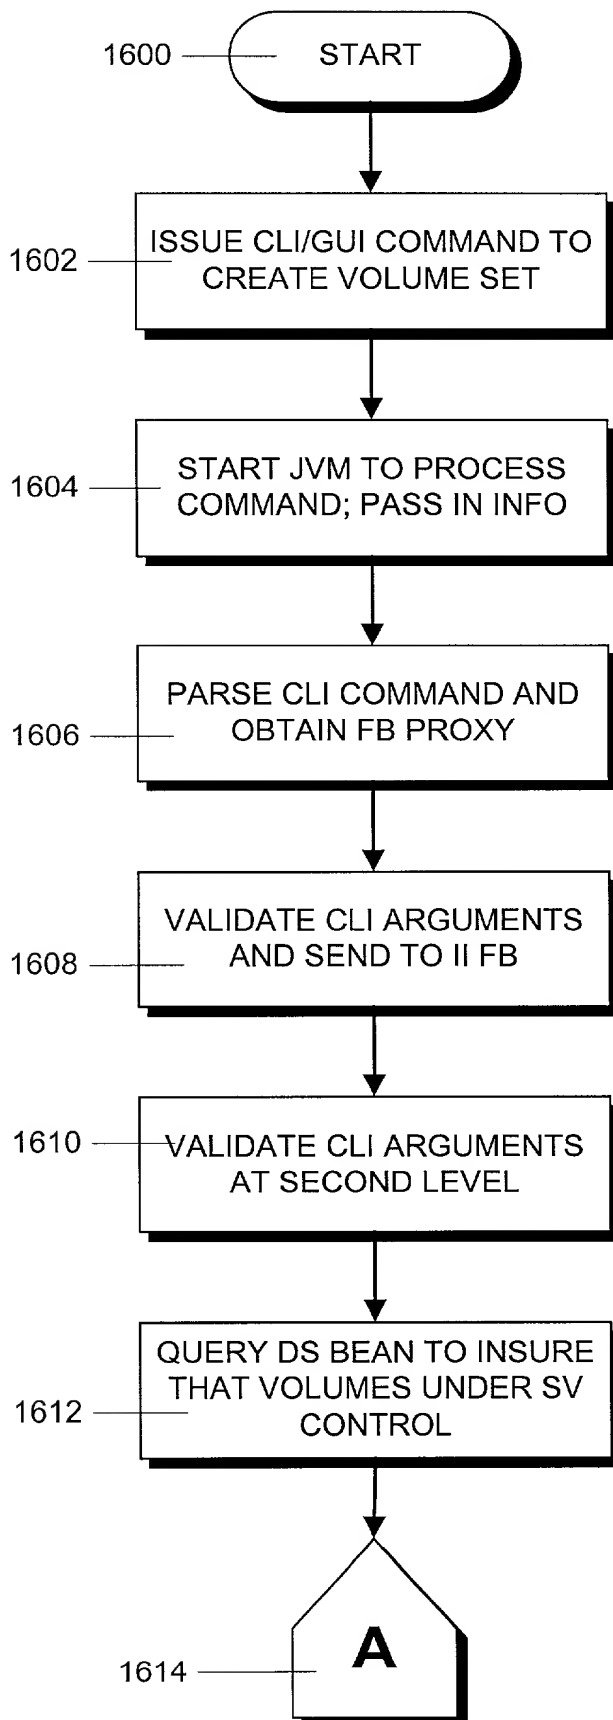 1600
START
1602
ISSUE CLI/GUI COMMAND TO
CREATE VOLUME SET
1604
START JVM TO PROCESS
COMMAND; PASS IN INFO
1606
PARSE CLI COMMAND AND
OBTAIN FB PROXY
1608
VALIDATE CLI ARGUMENTS
AND SEND TO II FB
1610
VALIDATE CLI ARGUMENTS
AT SECOND LEVEL
1612
QUERY DS BEAN TO INSURE
THAT VOLUMES UNDER SV
CONTROL
A
1614